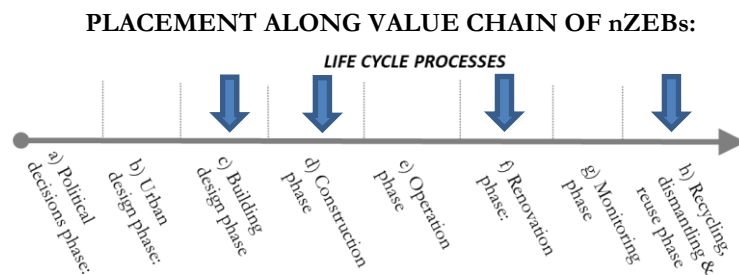 PLACEMENT ALONG VALUE CHAIN OF nZEBs:
LIFE CYCLE PROCESSES
a) Political
decisions phase:
b) Urban
design phase:
c) Building
design phase
d) Construction
phase
e) Operation
phase
f) Renovation
phase:
g) Monitoring
phase
h) Recycling,
dismantling &
reuse phase